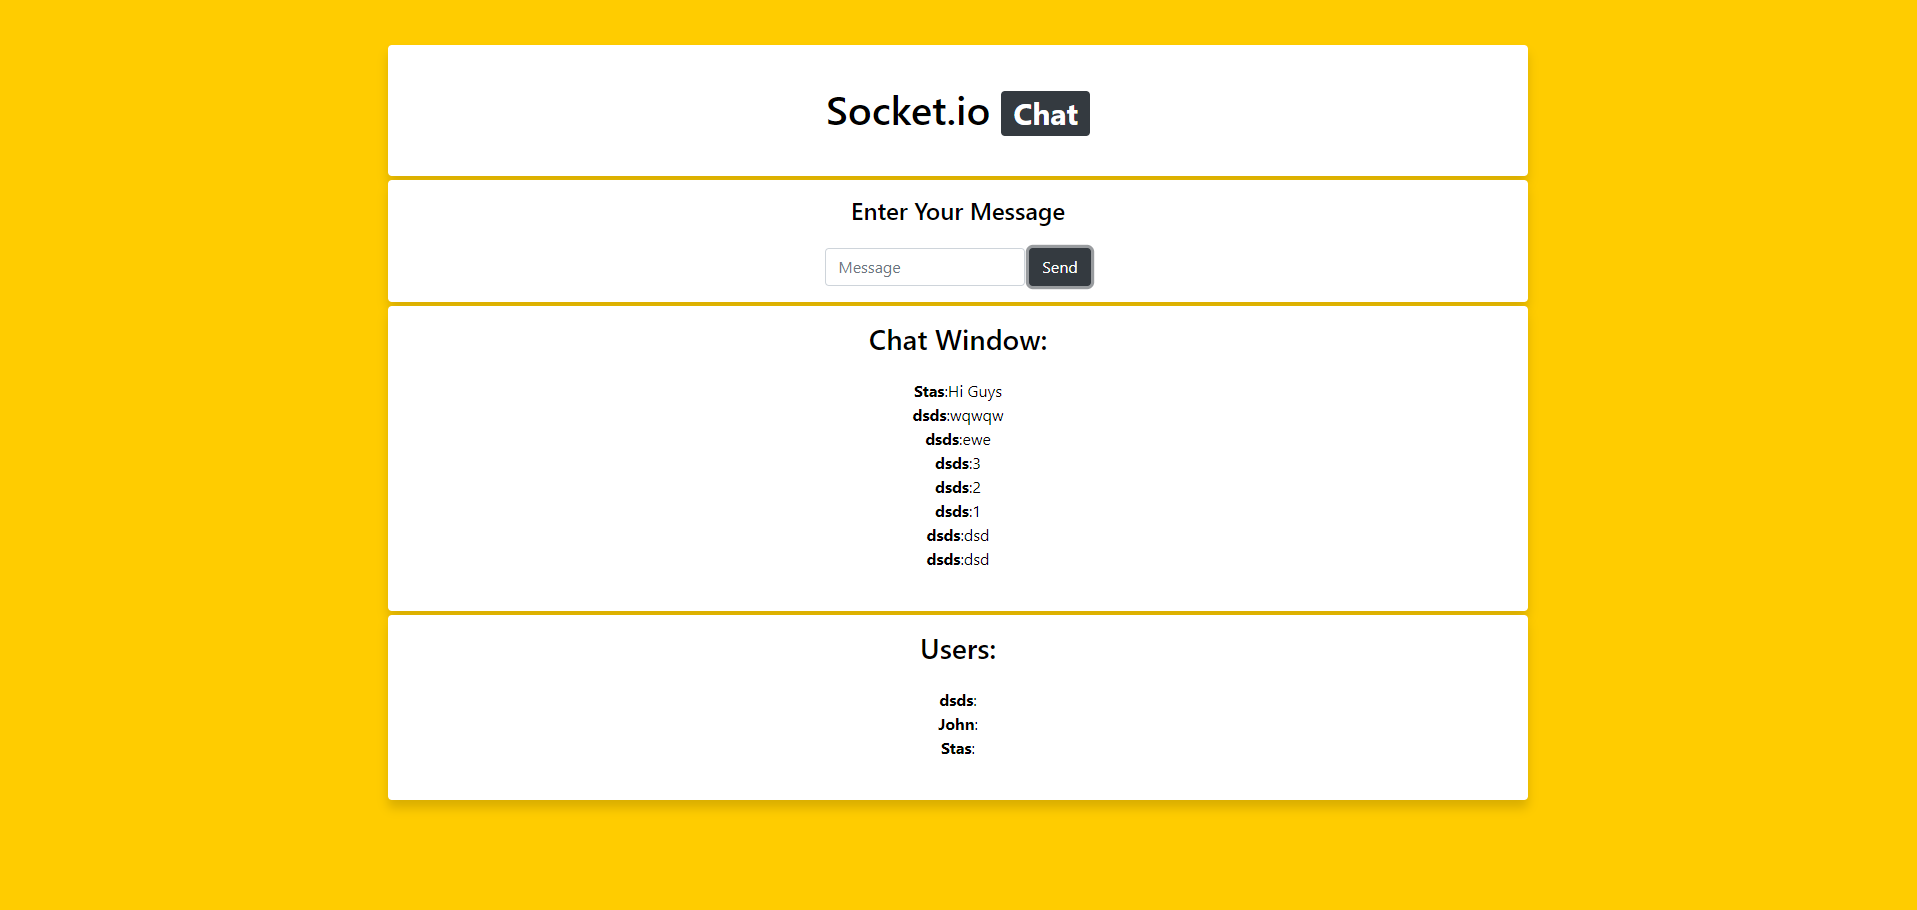 Socket.io Chat
Enter Your Message
Message Send
Chat Window:
Stas:Hi Guys
dsds:wqwqw
dsds:ewe
dsds:3
dsds:2
dsds:1
dsds:dsd
dsds:dsd
Users:
dsds:
John:
Stas: